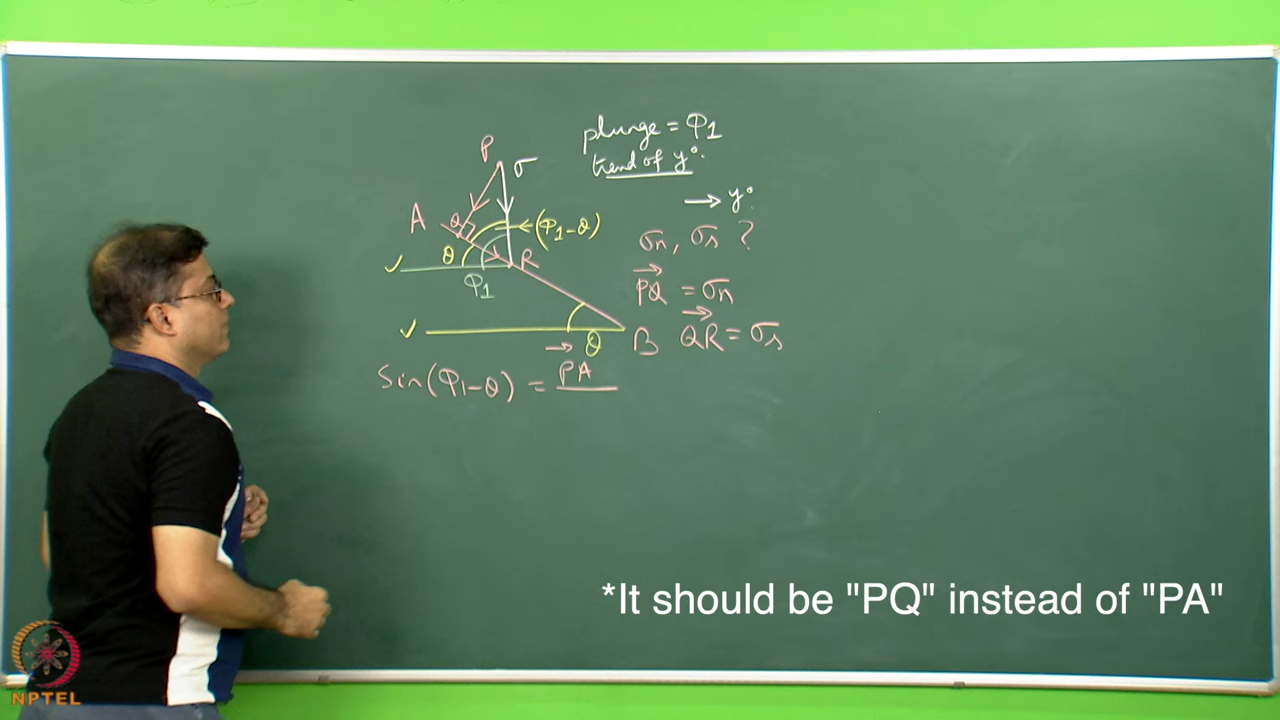 plunge = φ1
trend of y°.
→ y°.
σn, σs ?
PQ = σn
QR = σs
P
σ
A
Q
θ
(φ1-θ)
R
φ1
θ
B
Sin(φ1-θ) = PA
*It should be "PQ" instead of "PA"
NPTEL